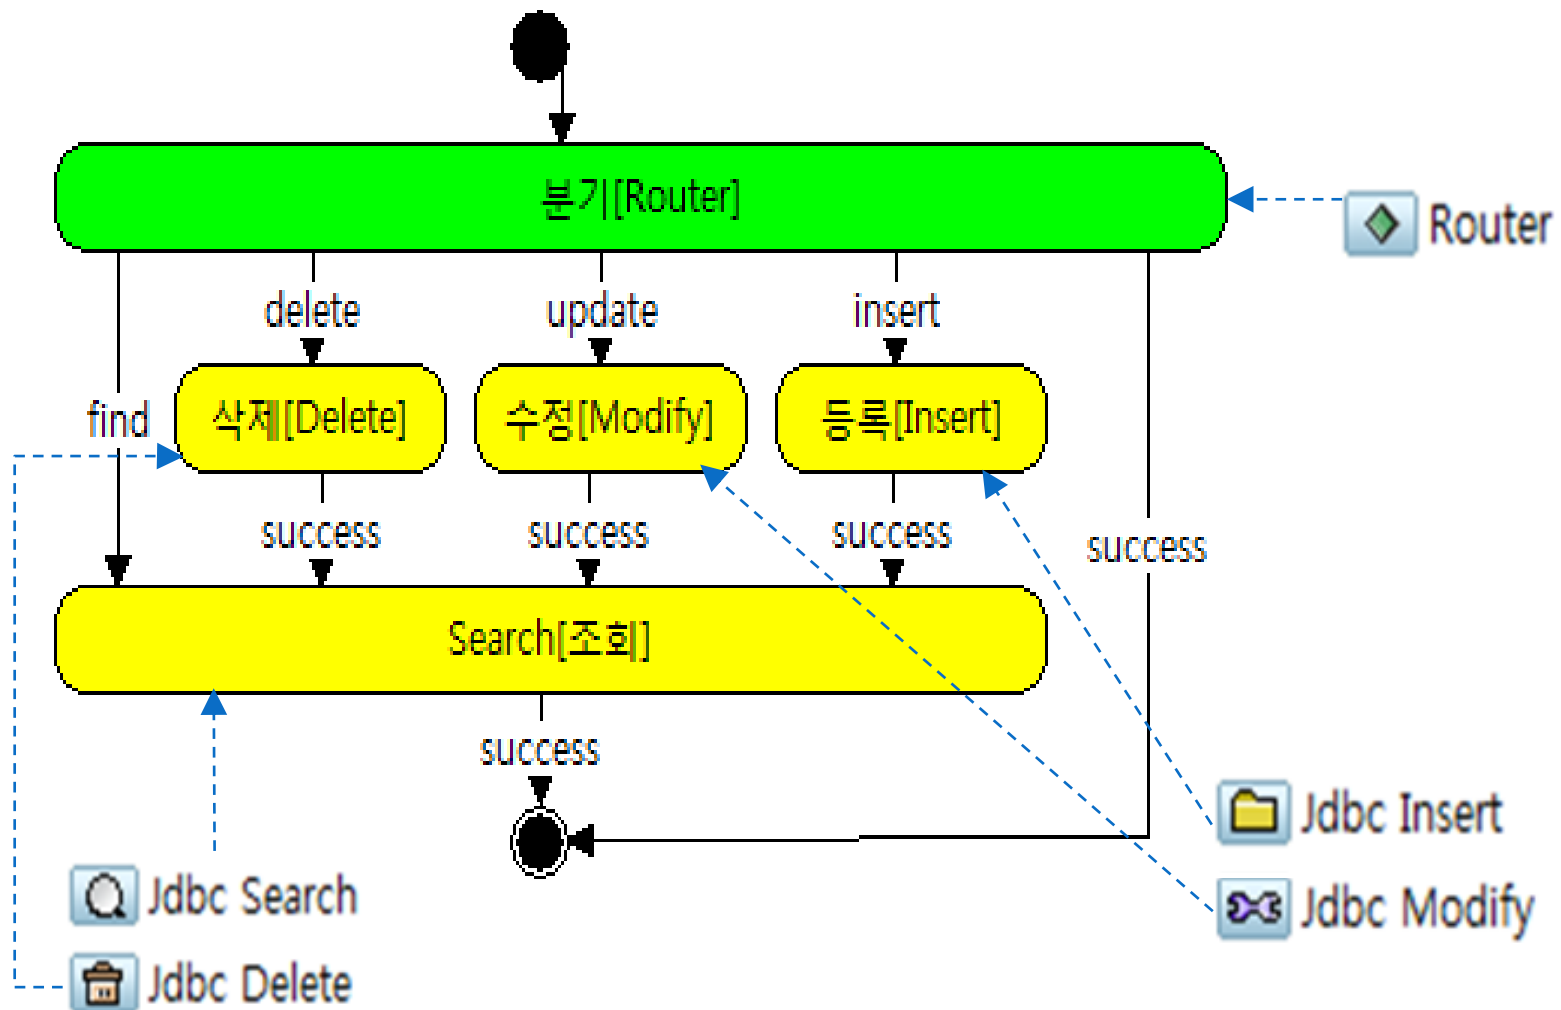 분기[Router]
Router
delete
update
insert
find
삭제[Delete]
수정[Modify]
등록[Insert]
success
success
success
success
Search[조회]
success
Jdbc Insert
Jdbc Search
Jdbc Modify
Jdbc Delete